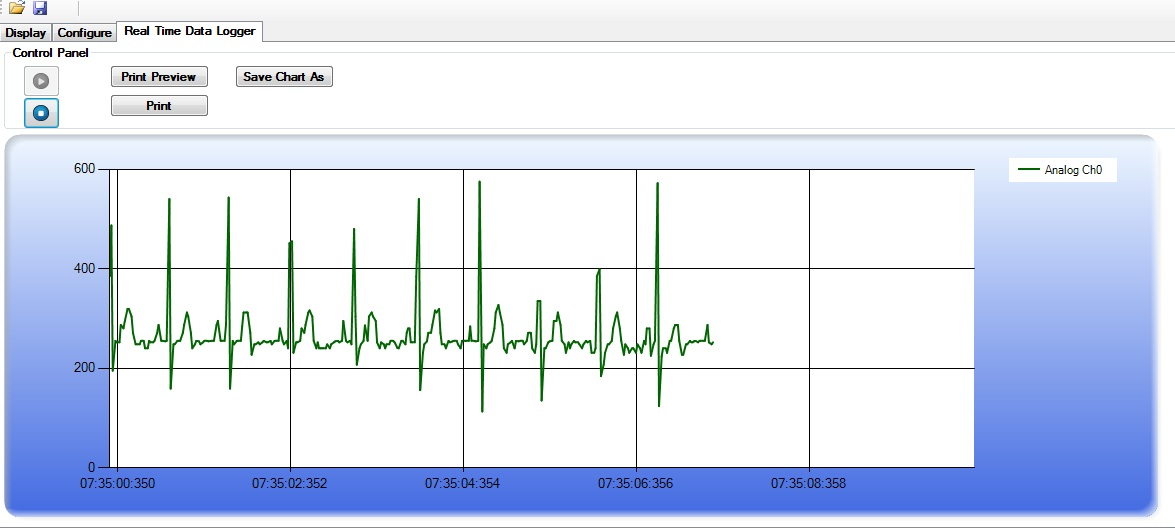 Display Configure Real Time Data Logger
Control Panel
Print Preview Save Chart As
Print
600
Analog Ch0
400
200
0
07:35:00:350 07:35:02:352 07:35:04:354 07:35:06:356 07:35:08:358